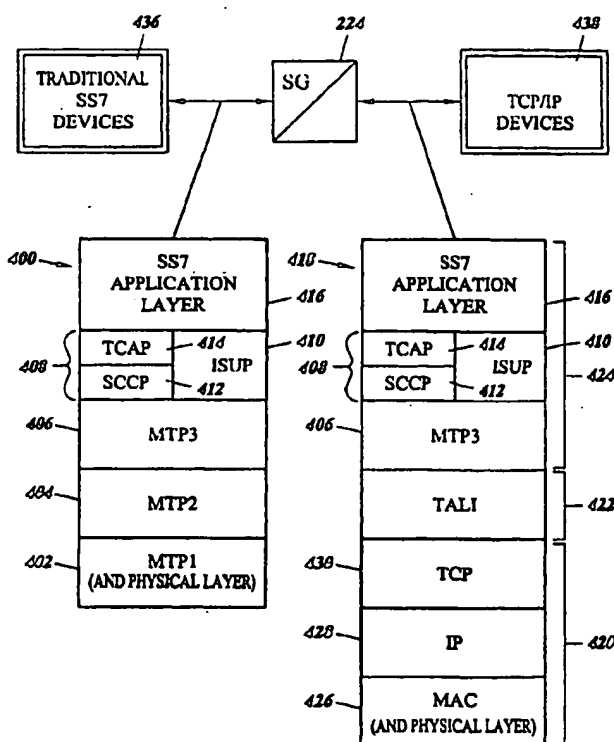 436
224
438
TRADITIONAL
SS7
DEVICES
SG
TCP/IP
DEVICES
400
SS7
APPLICATION
LAYER
416
408
TCAP
414
SCCP
412
ISUP
410
406
MTP3
404
MTP2
402
MTP1
(AND PHYSICAL LAYER)
418
SS7
APPLICATION
LAYER
416
408
TCAP
414
SCCP
412
ISUP
410
424
406
MTP3
TALI
422
430
TCP
428
IP
420
426
MAC
(AND PHYSICAL LAYER)